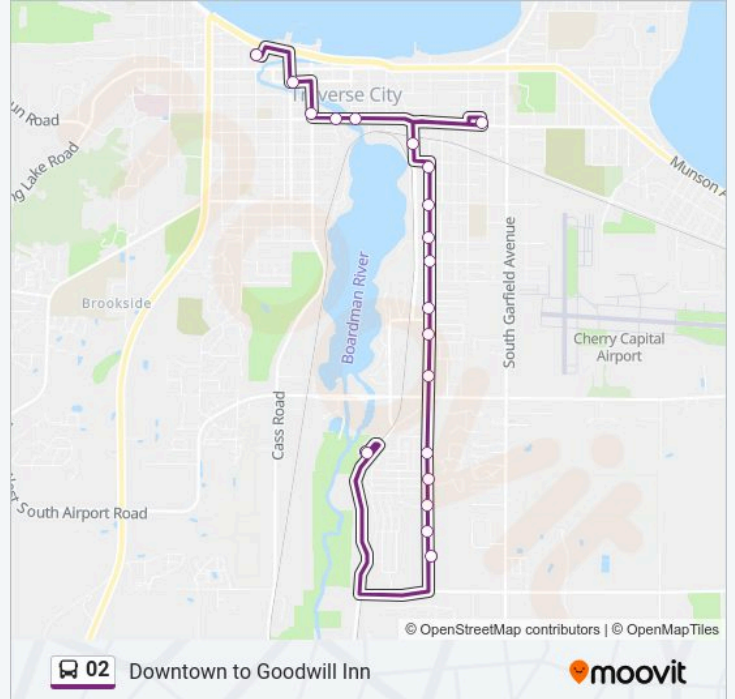 Traverse City
Road
Lake Road
Munson A
Brookside
Boardman River
South Garfield Avenue
Cherry Capital
Airport
Cass Road
South Airport Road
© OpenStreetMap contributors | © OpenMapTiles
02 Downtown to Goodwill Inn
moovit